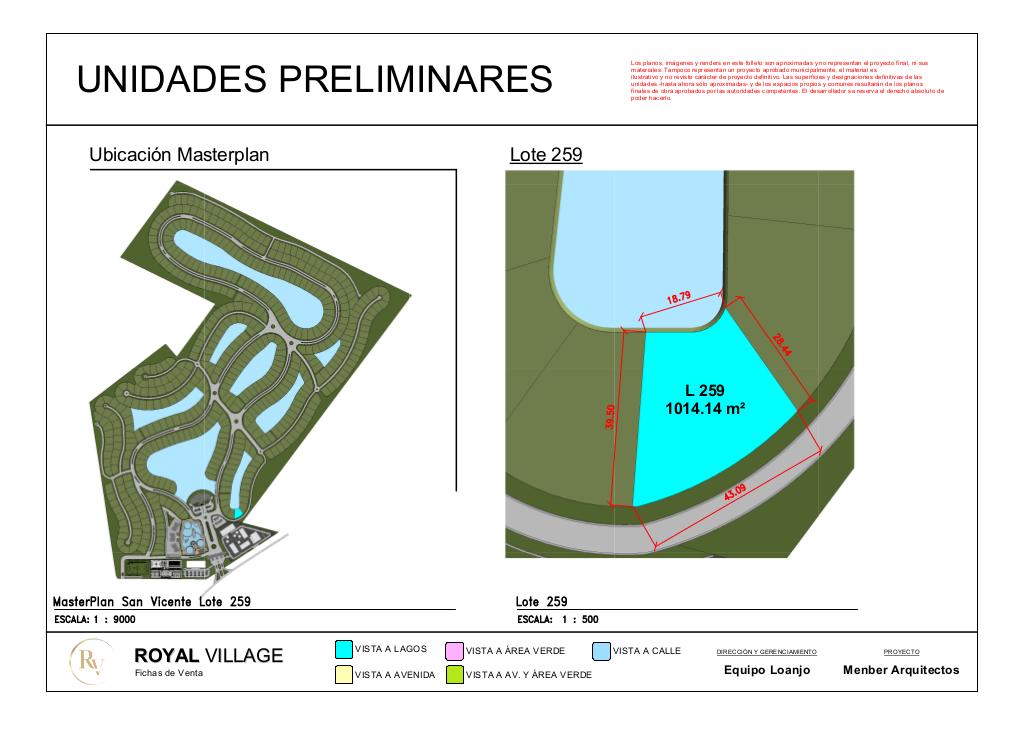 UNIDADES PRELIMINARES
Los planos, imágenes y renders en este folleto son aproximadas y no representan el proyecto final, ni sus
materiales. Tampoco representan un proyecto aprobado municipalmente, el material es
ilustrativo y no reviste carácter de proyecto definitivo. Las superficies y designaciones definitivas de las
unidades -hasta ahora sólo aproximadas- y de los espacios propios y comunes resultarán de los planos
finales de obra aprobados por las autoridades competentes. El desarrollador se reserva el derecho absoluto de
poder hacerlo.
Ubicación Masterplan
Lote 259
18.79
28.44
L 259
1014.14 m²
39.50
43.09
MasterPlan San Vicente Lote 259
ESCALA: 1 : 9000
Lote 259
ESCALA: 1 : 500
RV
ROYAL VILLAGE
Fichas de Venta
VISTA A LAGOS
VISTA A ÁREA VERDE
VISTA A CALLE
VISTA A AVENIDA
VISTA A AV. Y ÁREA VERDE
DIRECCIÓN Y GERENCIAMIENTO
Equipo Loanjo
PROYECTO
Menber Arquitectos